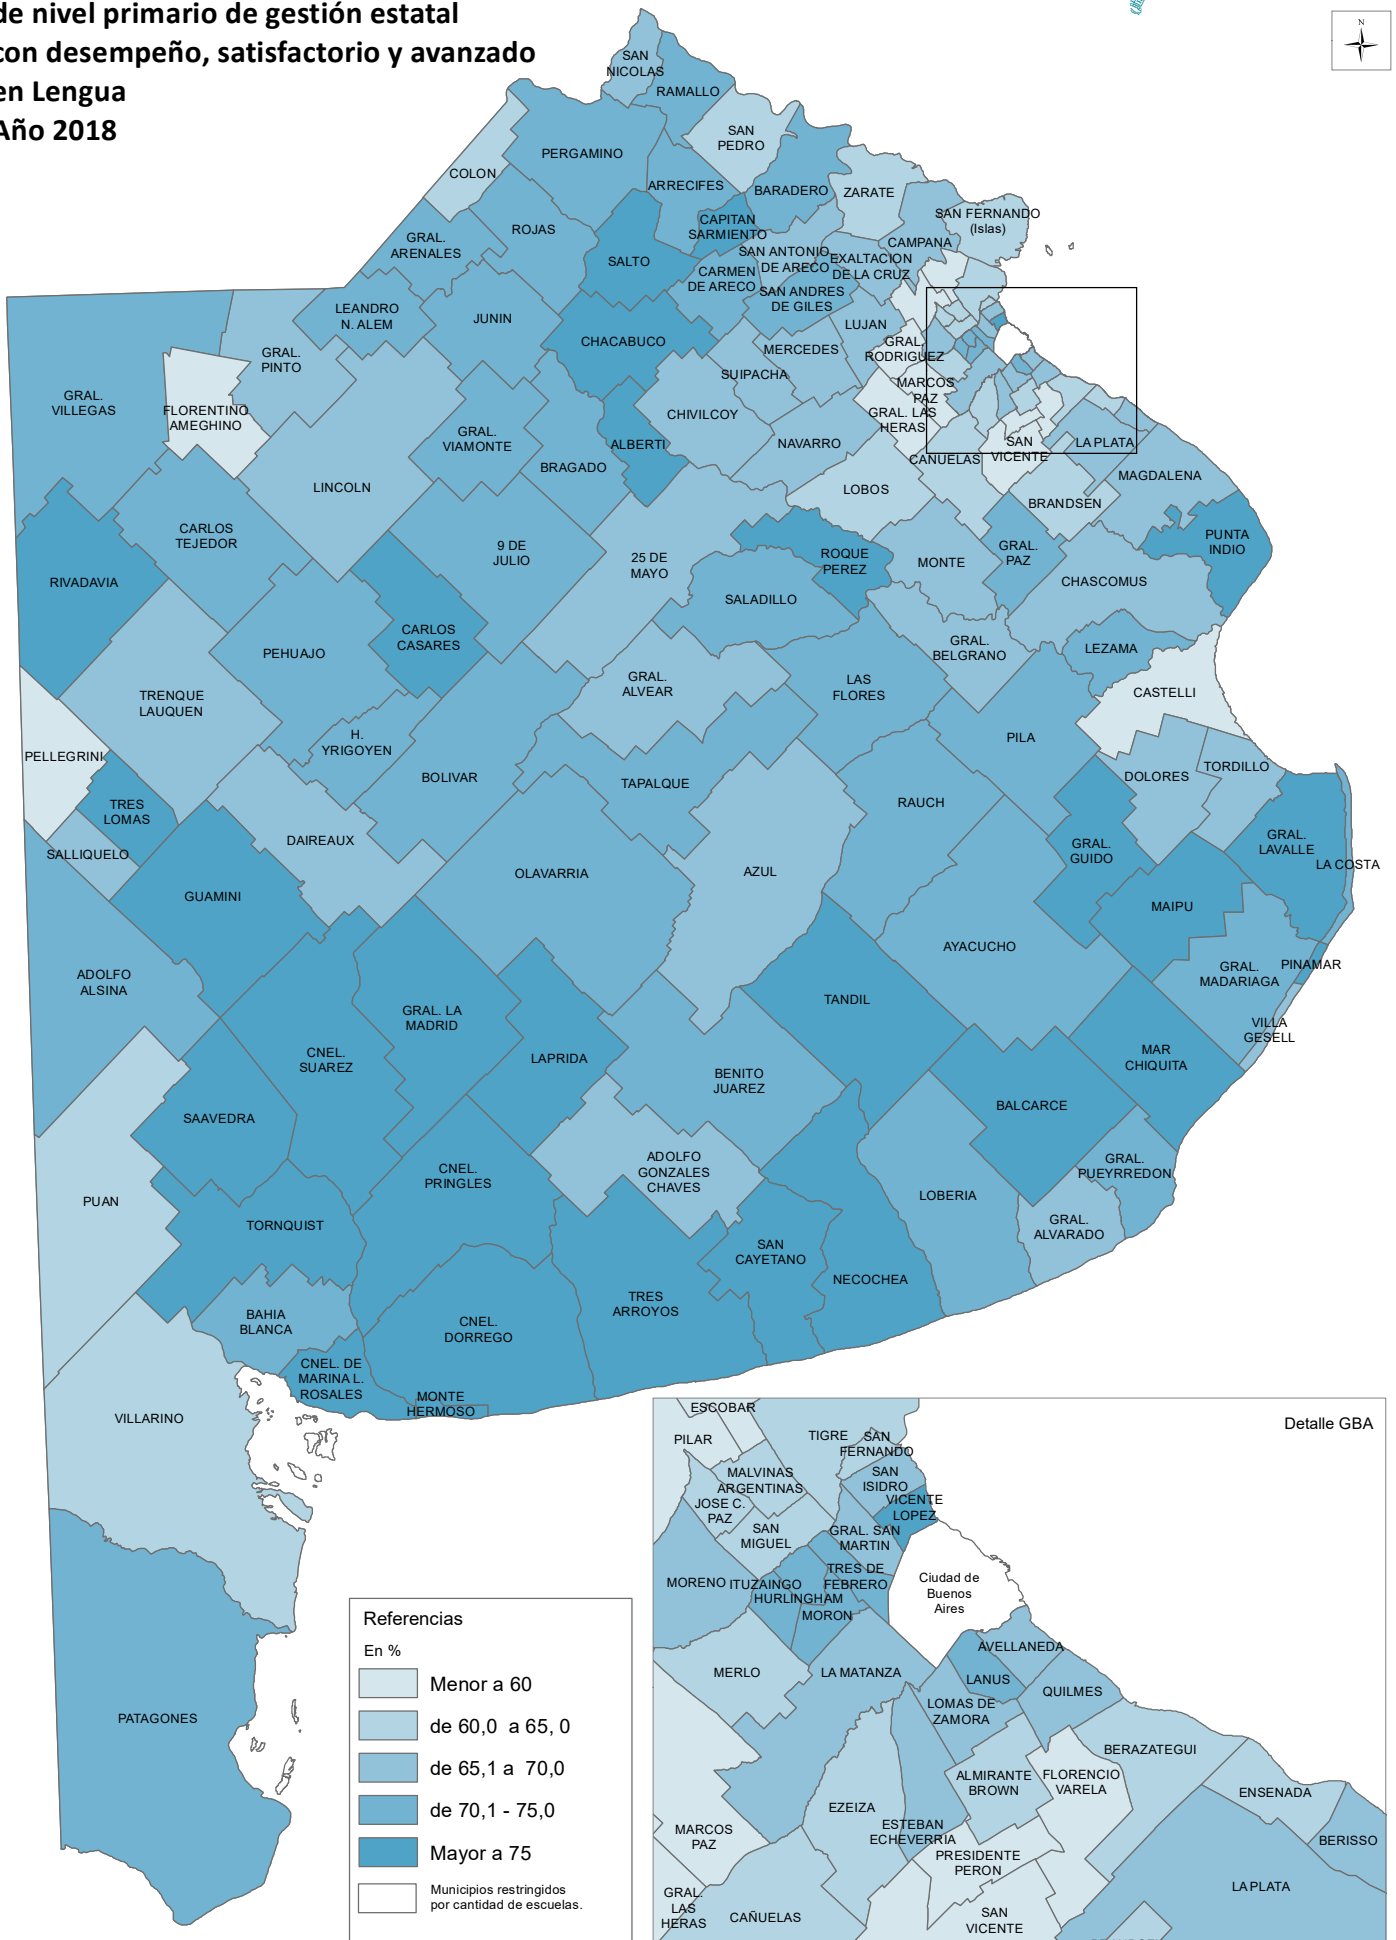 de nivel primario de gestión estatal
con desempeño, satisfactorio y avanzado
en Lengua
Año 2018
N
SAN
NICOLAS
RAMALLO
SAN
PEDRO
PERGAMINO
COLON
ARRECIFES
BARADERO
ZARATE
SAN FERNANDO
(Islas)
CAPITAN
SARMIENTO
ROJAS
GRAL.
ARENALES
SALTO
CAMPANA
SAN ANTONIO
DE ARECO
EXALTACION
DE LA CRUZ
CARMEN
DE ARECO
SAN ANDRES
DE GILES
LEANDRO
N. ALEM
JUNIN
CHACABUCO
LUJAN
GRAL.
RODRIGUEZ
MERCEDES
SUIPACHA
GRAL.
PINTO
MARCOS
PAZ
GRAL.
VILLEGAS
FLORENTINO
AMEGHINO
CHIVILCOY
GRAL. LAS
HERAS
GRAL.
VIAMONTE
ALBERTI
NAVARRO
SAN
VICENTE
LA PLATA
BRAGADO
CAÑUELAS
MAGDALENA
LINCOLN
LOBOS
BRANDSEN
CARLOS
TEJEDOR
9 DE
JULIO
25 DE
MAYO
ROQUE
PEREZ
MONTE
GRAL.
PAZ
PUNTA
INDIO
RIVADAVIA
CHASCOMUS
SALADILLO
CARLOS
CASARES
PEHUAJO
GRAL.
BELGRANO
LEZAMA
GRAL.
ALVEAR
LAS
FLORES
CASTELLI
TRENQUE
LAUQUEN
H.
YRIGOYEN
PILA
PELLEGRINI
BOLIVAR
TAPALQUE
DOLORES
TORDILLO
TRES
LOMAS
RAUCH
DAIREAUX
SALLIQUELO
GRAL.
GUIDO
GRAL.
LAVALLE
LA COSTA
OLAVARRIA
AZUL
GUAMINI
MAIPU
AYACUCHO
ADOLFO
ALSINA
GRAL.
MADARIAGA
PINAMAR
TANDIL
GRAL. LA
MADRID
VILLA
GESELL
CNEL.
SUAREZ
LAPRIDA
MAR
CHIQUITA
BENITO
JUAREZ
BALCARCE
SAAVEDRA
ADOLFO
GONZALES
CHAVES
CNEL.
PRINGLES
GRAL.
PUEYRREDON
PUAN
LOBERIA
TORNQUIST
GRAL.
ALVARADO
SAN
CAYETANO
NECOCHEA
TRES
ARROYOS
BAHIA
BLANCA
CNEL.
DORREGO
CNEL. DE
MARINA L.
ROSALES
MONTE
HERMOSO
VILLARINO
PATAGONES
Detalle GBA
ESCOBAR
PILAR
TIGRE
SAN
FERNANDO
MALVINAS
ARGENTINAS
SAN
ISIDRO
JOSE C.
PAZ
VICENTE
LOPEZ
SAN
MIGUEL
GRAL. SAN
MARTIN
TRES DE
FEBRERO
MORENO
ITUZAINGO
HURLINGHAM
MORON
Ciudad de
Buenos
Aires
AVELLANEDA
MERLO
LA MATANZA
LANUS
QUILMES
LOMAS DE
ZAMORA
BERAZATEGUI
ALMIRANTE
BROWN
FLORENCIO
VARELA
ENSENADA
EZEIZA
ESTEBAN
ECHEVERRIA
MARCOS
PAZ
BERISSO
PRESIDENTE
PERON
LA PLATA
GRAL.
LAS
HERAS
CAÑUELAS
SAN
VICENTE
Referencias
En %
Menor a 60
de 60,0 a 65, 0
de 65,1 a 70,0
de 70,1 - 75,0
Mayor a 75
Municipios restringidos
por cantidad de escuelas.